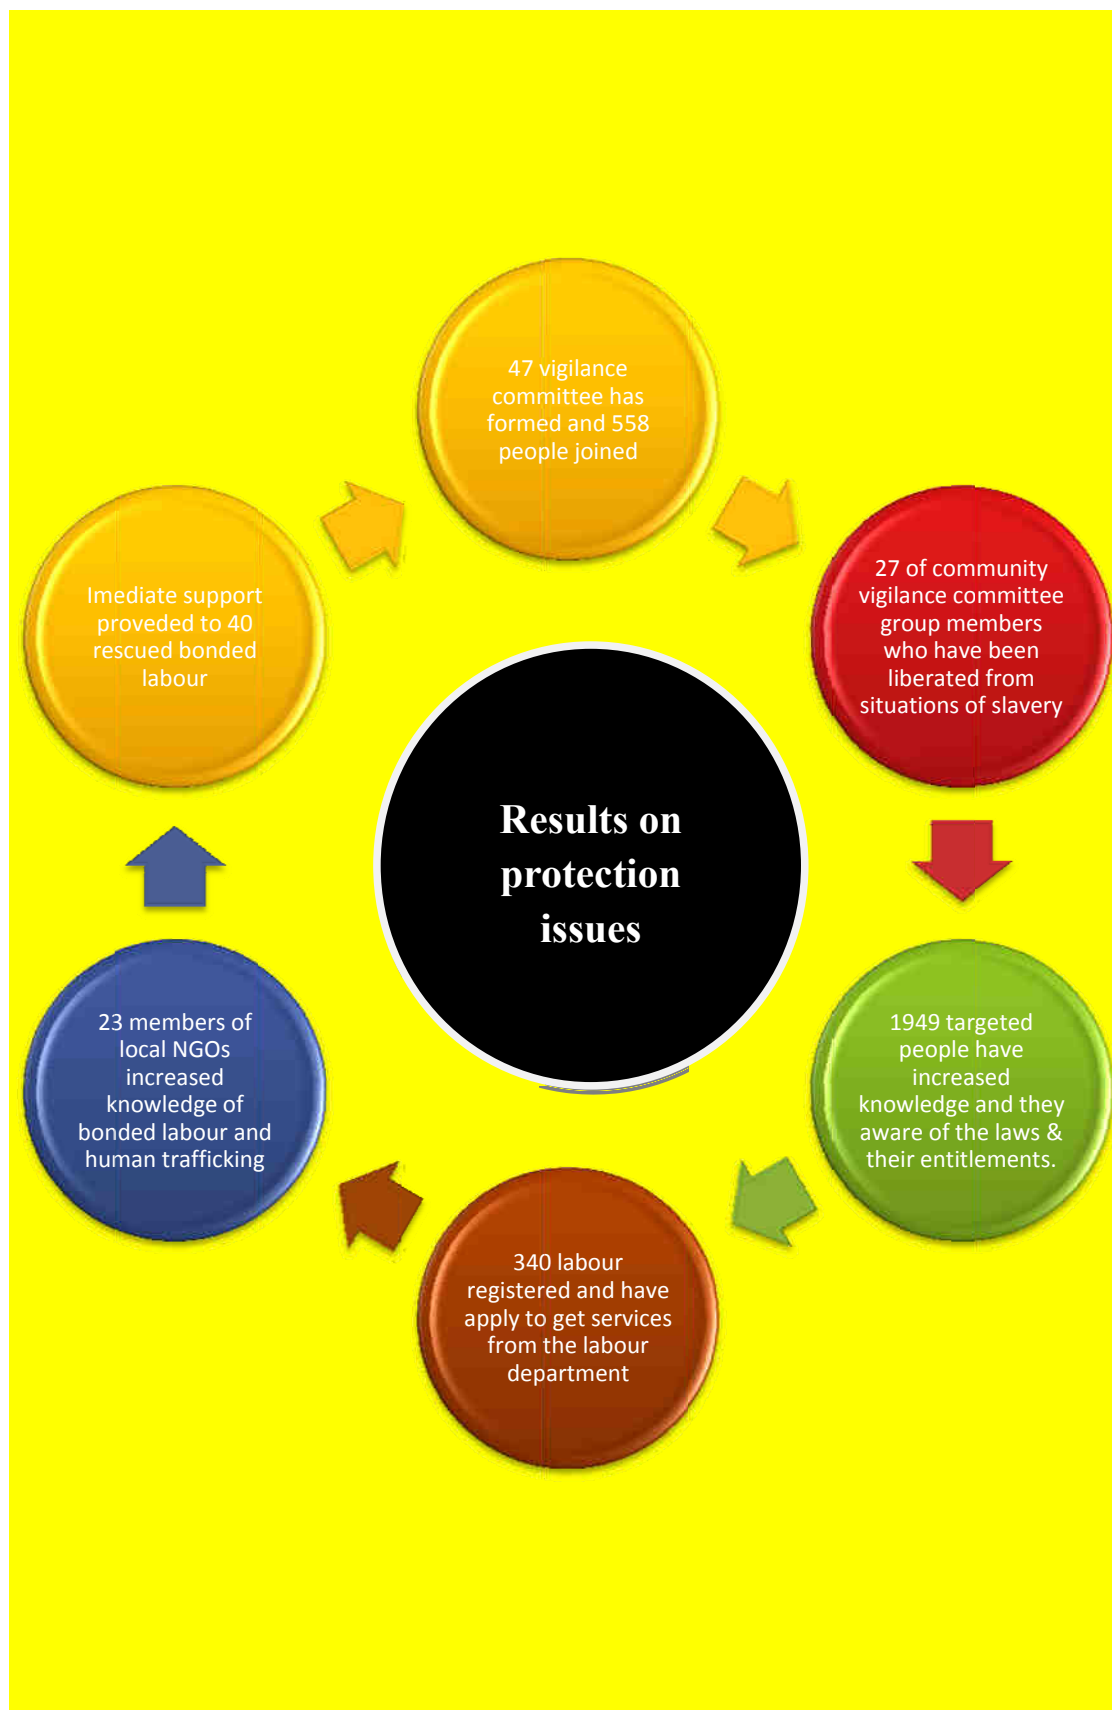 47 vigilance
committee has
formed and 558
people joined
27 of community
vigilance committee
group members
who have been
liberated from
situations of slavery
1949 targeted
people have
increased
knowledge and they
aware of the laws &
their entitlements.
340 labour
registered and have
apply to get services
from the labour
department
23 members of
local NGOs
increased
knowledge of
bonded labour and
human trafficking
Imediate support
proveded to 40
rescued bonded
labour
Results on
protection
issues